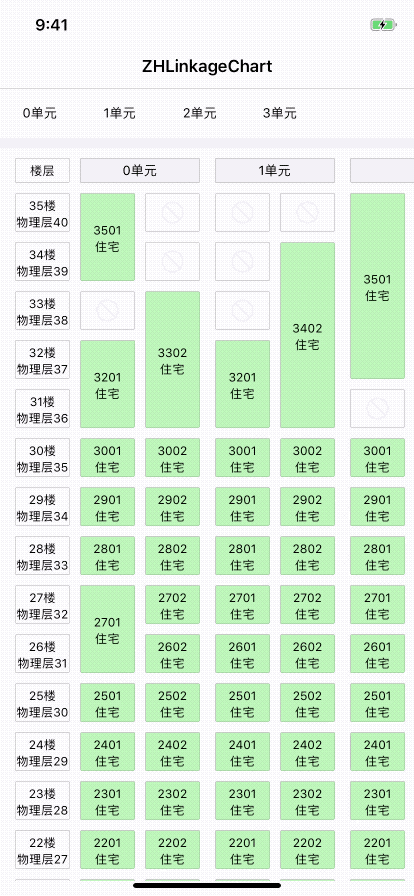 9:41
ZHLinkageChart
0单元 1单元 2单元 3单元
楼层 0单元 1单元
35楼
物理层40
3501
住宅
34楼
物理层39
3501
住宅
33楼
物理层38
3402
住宅
32楼
物理层37
3302
住宅
3201
住宅
3201
住宅
31楼
物理层36
30楼 3001 3002 3001 3002 3001
物理层35 住宅 住宅 住宅 住宅 住宅
29楼 2901 2902 2901 2902 2901
物理层34 住宅 住宅 住宅 住宅 住宅
28楼 2801 2802 2801 2802 2801
物理层33 住宅 住宅 住宅 住宅 住宅
27楼 2702 2701 2702 2701
物理层32 住宅 住宅 住宅 住宅
2701
住宅
26楼 2602 2601 2602 2601
物理层31 住宅 住宅 住宅 住宅
25楼 2501 2502 2501 2502 2501
物理层30 住宅 住宅 住宅 住宅 住宅
24楼 2401 2402 2401 2402 2401
物理层29 住宅 住宅 住宅 住宅 住宅
23楼 2301 2302 2301 2302 2301
物理层28 住宅 住宅 住宅 住宅 住宅
22楼 2201 2202 2201 2202 2201
物理层27 住宅 住宅 住宅 住宅 住宅